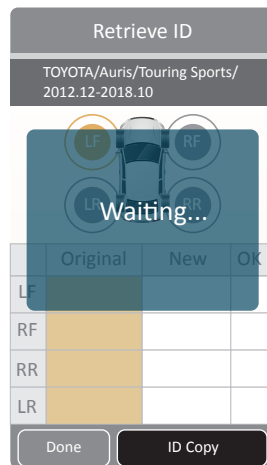 Retrieve ID
TOYOTA/Auris/Touring Sports/
2012.12-2018.10
LF RF
LR RR
Waiting...
Original New OK
LF
RF
RR
LR
Done ID Copy